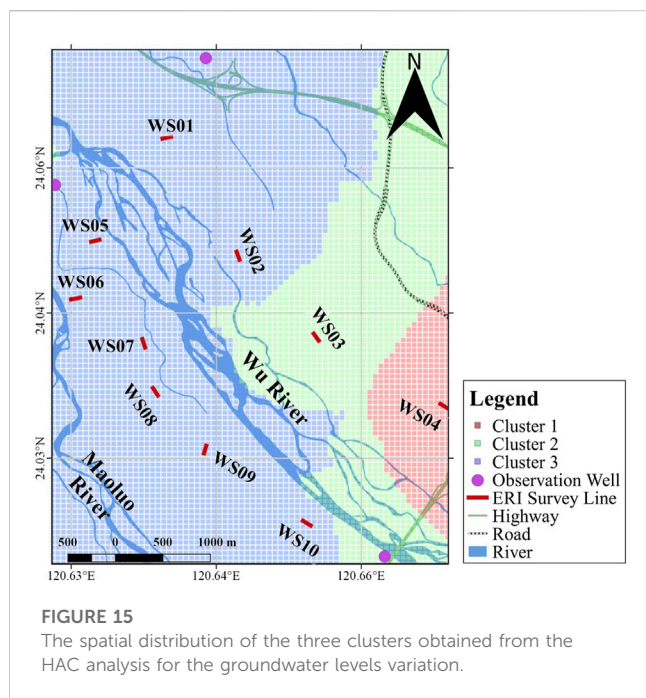 N
WS01
24.06°N
WS05
WS02
WS06
24.04°N
WS07
WS03
Wu River
WS08
WS04
WS09
24.03°N
Maoluo
River
WS10
500 0 500 1000 m
120.63°E 120.64°E 120.66°E
Legend
Cluster 1
Cluster 2
Cluster 3
Observation Well
ERI Survey Line
Highway
Road
River
FIGURE 15
The spatial distribution of the three clusters obtained from the
HAC analysis for the groundwater levels variation.